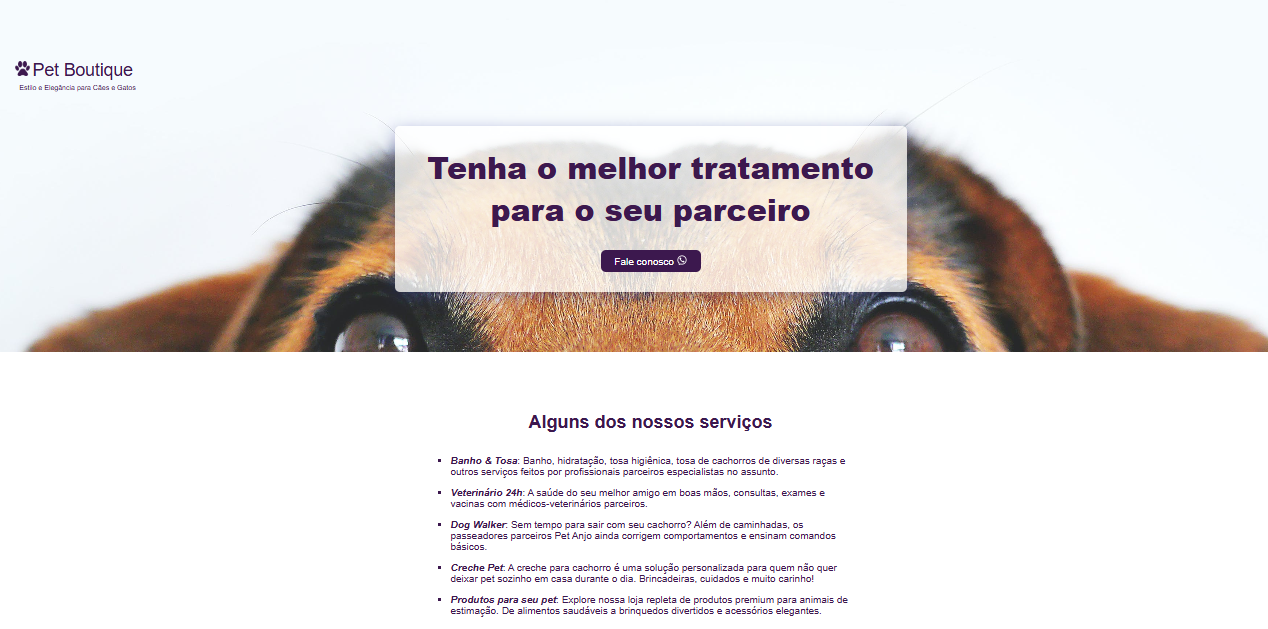 Pet Boutique
Estilo e Elegância para Cães e Gatos
Tenha o melhor tratamento
para o seu parceiro
Fale conosco
Alguns dos nossos serviços
Banho & Tosa: Banho, hidratação, tosa higiênica, tosa de cachorros de diversas raças e
outros serviços feitos por profissionais parceiros especialistas no assunto.
Veterinário 24h: A saúde do seu melhor amigo em boas mãos, consultas, exames e
vacinas com médicos-veterinários parceiros.
Dog Walker: Sem tempo para sair com seu cachorro? Além de caminhadas, os
passeadores parceiros Pet Anjo ainda corrigem comportamentos e ensinam comandos
básicos.
Creche Pet: A creche para cachorro é uma solução personalizada para quem não quer
deixar pet sozinho em casa durante o dia. Brincadeiras, cuidados e muito carinho!
Produtos para seu pet: Explore nossa loja repleta de produtos premium para animais de
estimação. De alimentos saudáveis a brinquedos divertidos e acessórios elegantes.